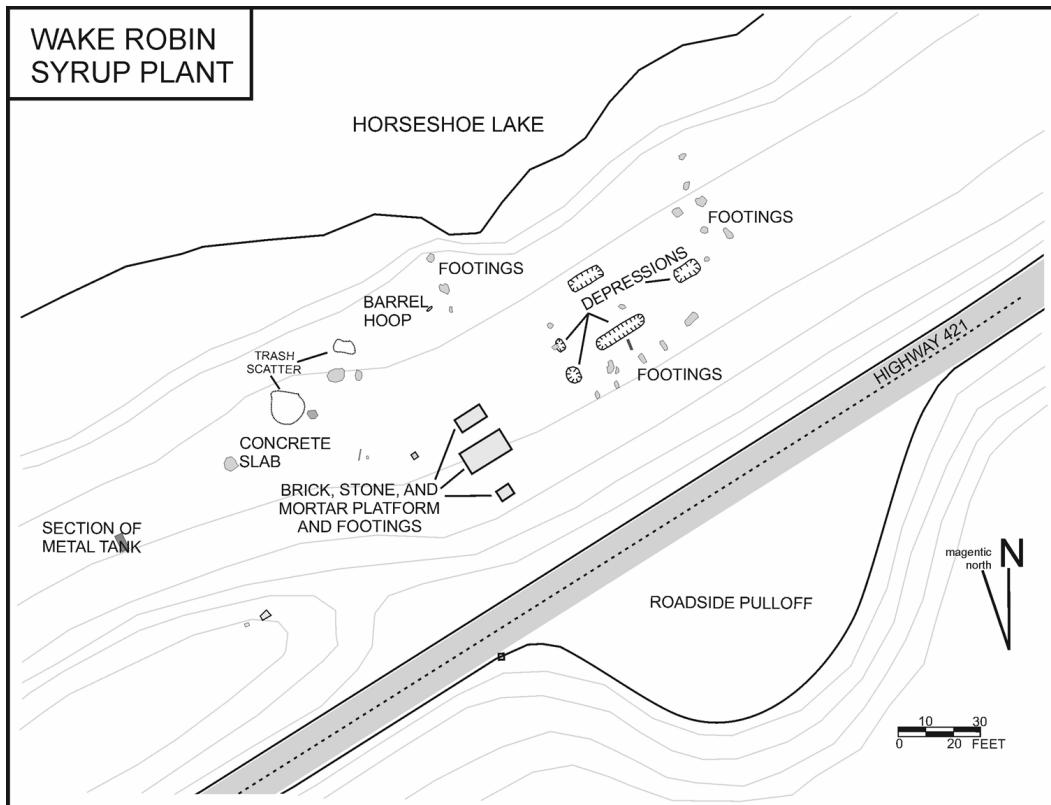 WAKE ROBIN
SYRUP PLANT
HORSESHOE LAKE
FOOTINGS
FOOTINGS
DEPRESSIONS
BARREL
HOOP
TRASH
SCATTER
HIGHWAY 421
FOOTINGS
CONCRETE
SLAB
BRICK, STONE, AND
MORTAR PLATFORM
AND FOOTINGS
SECTION OF
METAL TANK
magentic
north
N
ROADSIDE PULLOFF
10 30
0 20 FEET